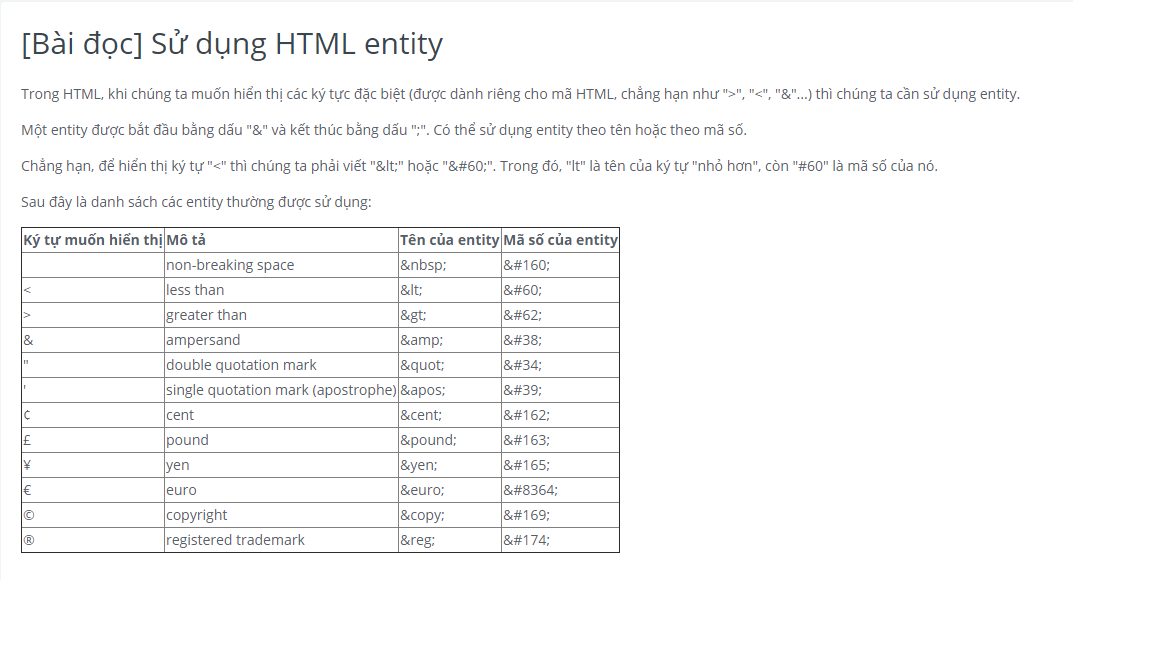 [Bài đọc] Sử dụng HTML entity
Trong HTML, khi chúng ta muốn hiển thị các ký tực đặc biệt (được dành riêng cho mã HTML, chẳng hạn như ">", "<", "&"...) thì chúng ta cần sử dụng entity.
Một entity được bắt đầu bằng dấu "&" và kết thúc bằng dấu ";". Có thể sử dụng entity theo tên hoặc theo mã số.
Chẳng hạn, để hiển thị ký tự "<" thì chúng ta phải viết "&lt;" hoặc "&#60;". Trong đó, "lt" là tên của ký tự "nhỏ hơn", còn "#60" là mã số của nó.
Sau đây là danh sách các entity thường được sử dụng:
Ký tự muốn hiển thị Mô tả Tên của entity Mã số của entity
non-breaking space &nbsp; &#160;
< less than &lt; &#60;
> greater than &gt; &#62;
& ampersand &amp; &#38;
" double quotation mark &quot; &#34;
' single quotation mark (apostrophe) &apos; &#39;
¢ cent &cent; &#162;
£ pound &pound; &#163;
¥ yen &yen; &#165;
€ euro &euro; &#8364;
© copyright &copy; &#169;
® registered trademark &reg; &#174;